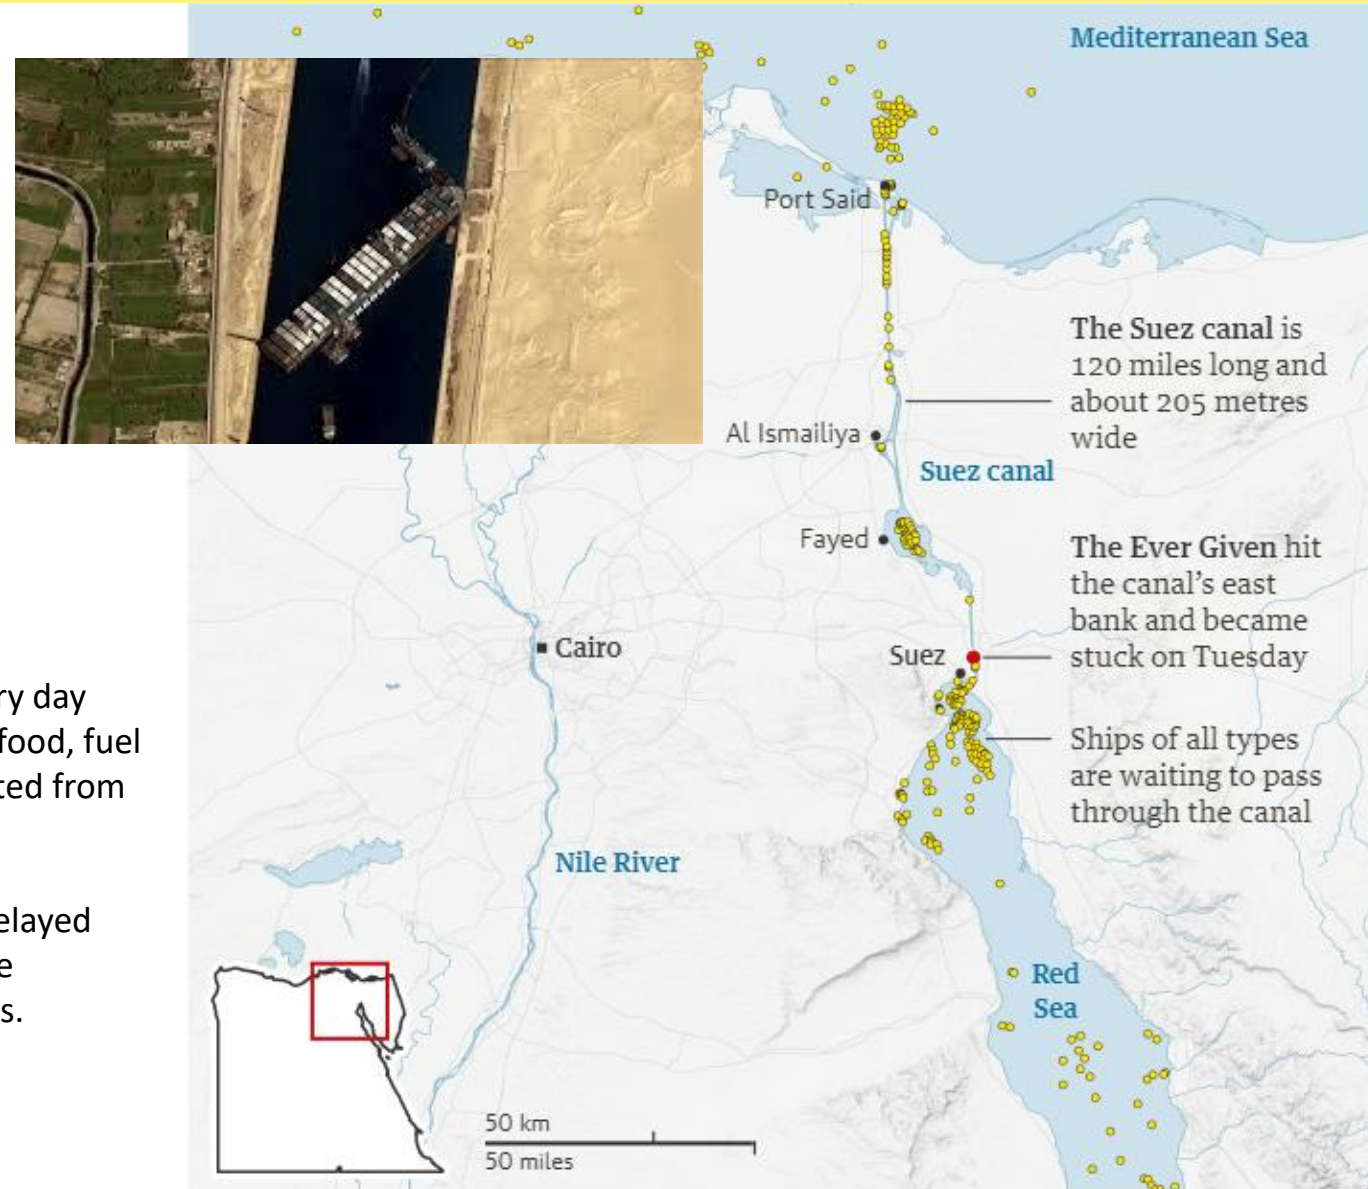 Mediterranean Sea
Port Said
The Suez canal is
120 miles long and
about 205 metres
wide
Al Ismailiya
Suez canal
Fayed
The Ever Given hit
the canal's east
bank and became
stuck on Tuesday
Cairo
Suez
ry day
food, fuel
ted from
Ships of all types
are waiting to pass
through the canal
Nile River
elayed
e
s.
Red
Sea
50 km
50 miles